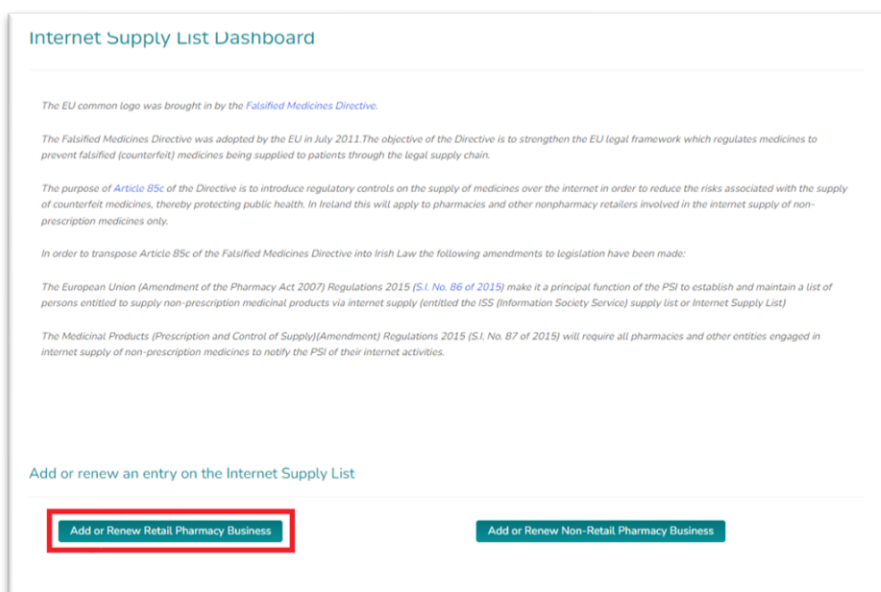 Internet Supply List Dashboard
The EU common logo was brought in by the Falsified Medicines Directive.
The Falsified Medicines Directive was adopted by the EU in July 2011.The objective of the Directive is to strengthen the EU legal framework which regulates medicines to
prevent falsified (counterfeit) medicines being supplied to patients through the legal supply chain.
The purpose of Article 85c of the Directive is to introduce regulatory controls on the supply of medicines over the internet in order to reduce the risks associated with the supply
of counterfeit medicines, thereby protecting public health. In Ireland this will apply to pharmacies and other nonpharmacy retailers involved in the internet supply of non-
prescription medicines only.
In order to transpose Article 85c of the Falsified Medicines Directive into Irish Law the following amendments to legislation have been made:
The European Union (Amendment of the Pharmacy Act 2007) Regulations 2015 (S.I. No. 86 of 2015) make it a principal function of the PSI to establish and maintain a list of
persons entitled to supply non-prescription medicinal products via internet supply (entitled the ISS (Information Society Service) supply list or Internet Supply List)
The Medicinal Products (Prescription and Control of Supply)(Amendment) Regulations 2015 (S.I. No. 87 of 2015) will require all pharmacies and other entities engaged in
internet supply of non-prescription medicines to notify the PSI of their internet activities.
Add or renew an entry on the Internet Supply List
Add or Renew Retail Pharmacy Business
Add or Renew Non-Retail Pharmacy Business